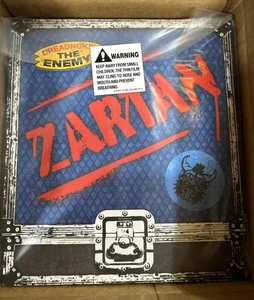 DREADNOKS
THE
ENEMY
WARNING
KEEP AWAY FROM SMALL
CHILDREN. THE THIN FILM
MAY CLING TO NOSE AND
MOUTH AND PREVENT
BREATHING.
ZARTAN